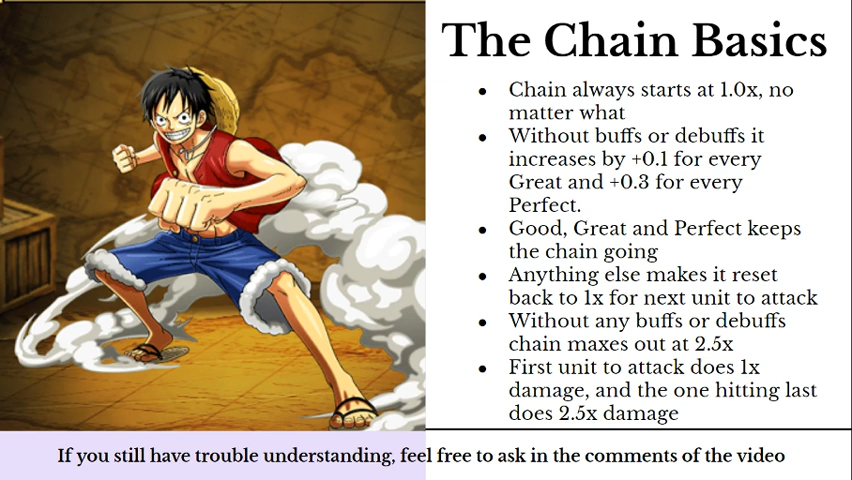 The Chain Basics
• Chain always starts at 1.0x, no
matter what
• Without buffs or debuffs it
increases by +0.1 for every
Great and +0.3 for every
Perfect.
• Good, Great and Perfect keeps
the chain going
• Anything else makes it reset
back to 1x for next unit to attack
• Without any buffs or debuffs
chain maxes out at 2.5x
• First unit to attack does 1x
damage, and the one hitting last
does 2.5x damage
If you still have trouble understanding, feel free to ask in the comments of the video